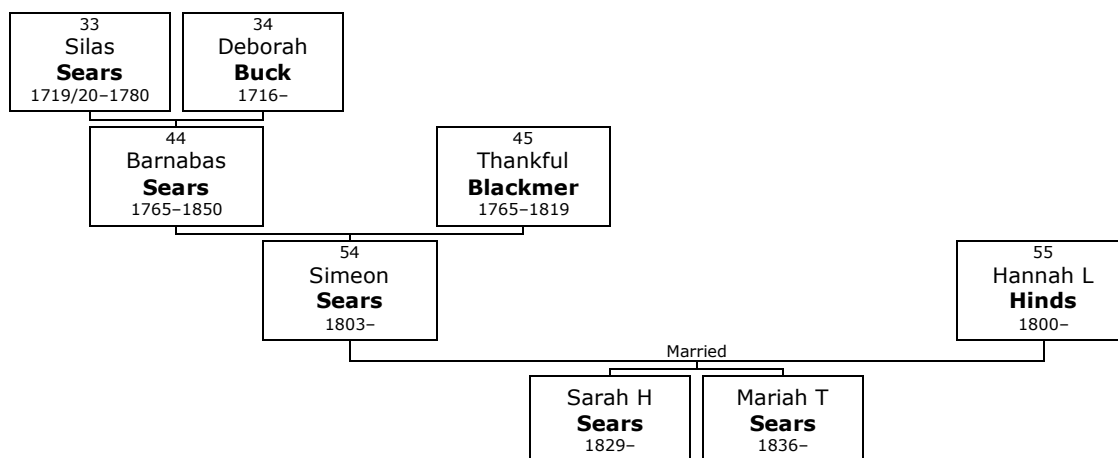 33
Silas
Sears
1719/20–1780
34
Deborah
Buck
1716–
44
Barnabas
Sears
1765–1850
45
Thankful
Blackmer
1765–1819
54
Simeon
Sears
1803–
55
Hannah L
Hinds
1800–
Married
Sarah H
Sears
1829–
Mariah T
Sears
1836–